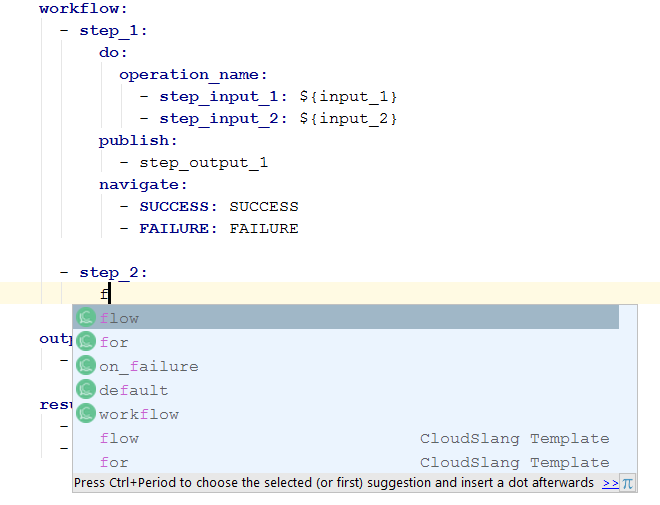 workflow:
- step_1:
do:
operation_name:
- step_input_1: ${input_1}
- step_input_2: ${input_2}
publish:
- step_output_1
navigate:
- SUCCESS: SUCCESS
- FAILURE: FAILURE
- step_2:
f
flow
for
on_failure
default
workflow
flow CloudSlang Template
for CloudSlang Template
Press Ctrl+Period to choose the selected (or first) suggestion and insert a dot afterwards >> π